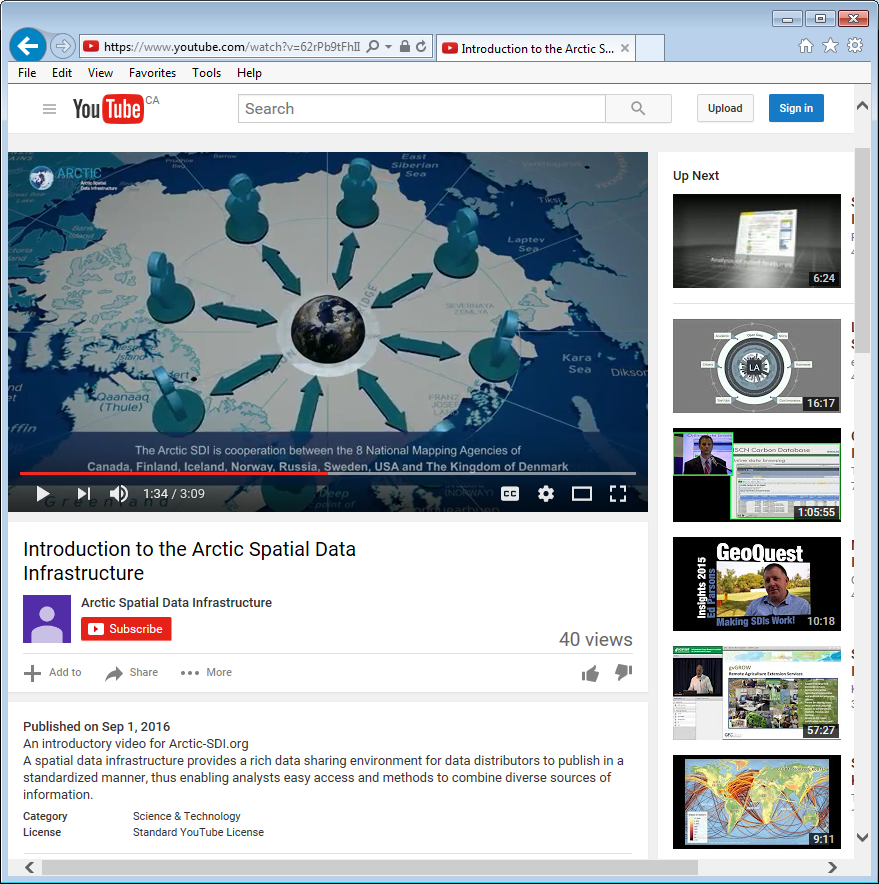 https://www.youtube.com/watch?v=62rPb9tFhII
Introduction to the Arctic S...
File Edit View Favorites Tools Help
YouTube CA
Search
Upload
Sign in
ARCTIC
Arctic Spatial
Data Infrastructure
East Siberian
Sea
Tiksi
Laptev
Sea
SEVERNAYA
ZEMLYA
Kara
Sea
Dikson
Qaanaaq
(Thule)
FRANZ
JOSEF
LAND
The Arctic SDI is cooperation between the 8 National Mapping Agencies of
Canada, Finland, Iceland, Norway, Russia, Sweden, USA and The Kingdom of Denmark
1:34 / 3:09
CC
Introduction to the Arctic Spatial Data
Infrastructure
Arctic Spatial Data Infrastructure
Subscribe
40 views
Add to
Share
More
Published on Sep 1, 2016
An introductory video for Arctic-SDI.org
A spatial data infrastructure provides a rich data sharing environment for data distributors to publish in a
standardized manner, thus enabling analysts easy access and methods to combine diverse sources of
information.
Category Science & Technology
License Standard YouTube License
Up Next
6:24
LA
16:17
ISCN Carbon Database
1:05:55
GeoQuest
Insights 2015
Ed Parsons
Making SDIs Work!
10:18
gvGROW
Remote Agriculture Extension Services
57:27
9:11